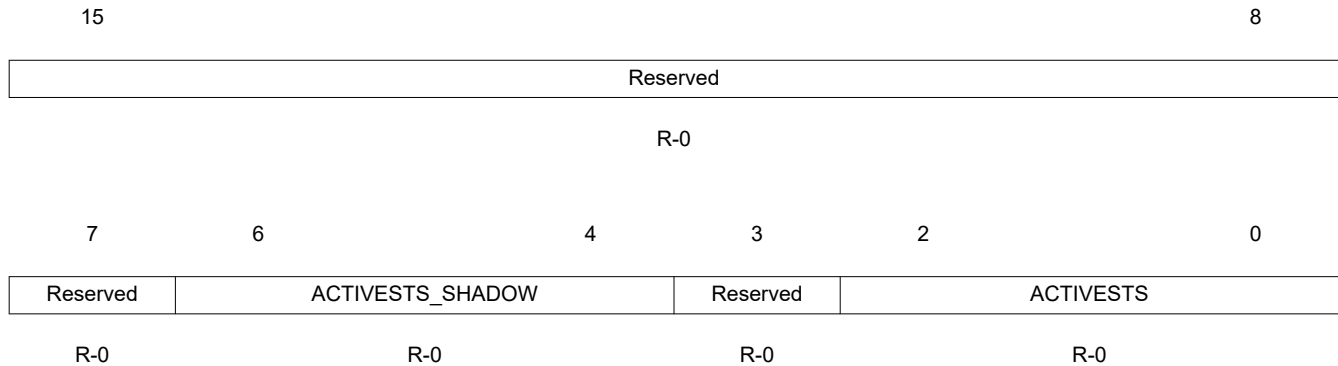 15 8
Reserved
R-0
7 6 4 3 2 0
Reserved ACTIVESTS_SHADOW Reserved ACTIVESTS
R-0 R-0 R-0 R-0